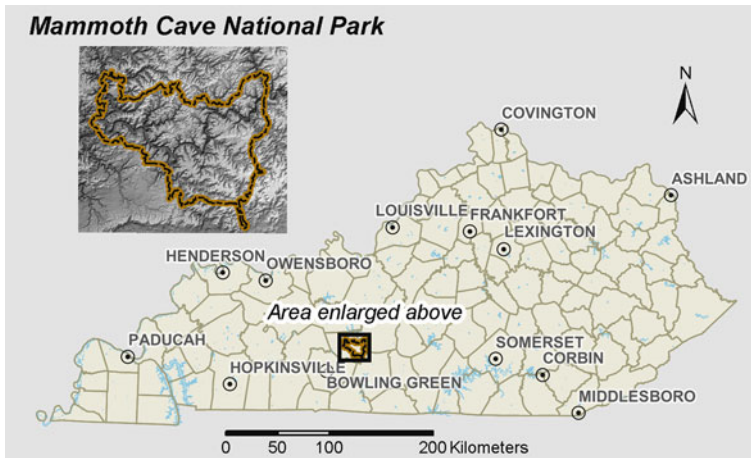 Mammoth Cave National Park
N
COVINGTON
ASHLAND
LOUISVILLE
FRANKFORT
LEXINGTON
HENDERSON
OWENSBORO
Area enlarged above
PADUCAH
SOMERSET
HOPKINSVILLE
CORBIN
BOWLING GREEN
MIDDLESBORO
0 50 100 200 Kilometers